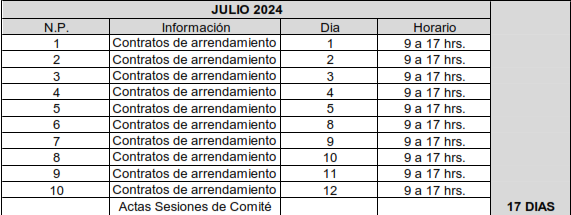 JULIO 2024
N.P. Información Dia Horario
1 Contratos de arrendamiento 1 9 a 17 hrs.
2 Contratos de arrendamiento 2 9 a 17 hrs.
3 Contratos de arrendamiento 3 9 a 17 hrs.
4 Contratos de arrendamiento 4 9 a 17 hrs.
5 Contratos de arrendamiento 5 9 a 17 hrs.
6 Contratos de arrendamiento 8 9 a 17 hrs.
7 Contratos de arrendamiento 9 9 a 17 hrs.
8 Contratos de arrendamiento 10 9 a 17 hrs.
9 Contratos de arrendamiento 11 9 a 17 hrs.
10 Contratos de arrendamiento 12 9 a 17 hrs.
Actas Sesiones de Comité 17 DIAS